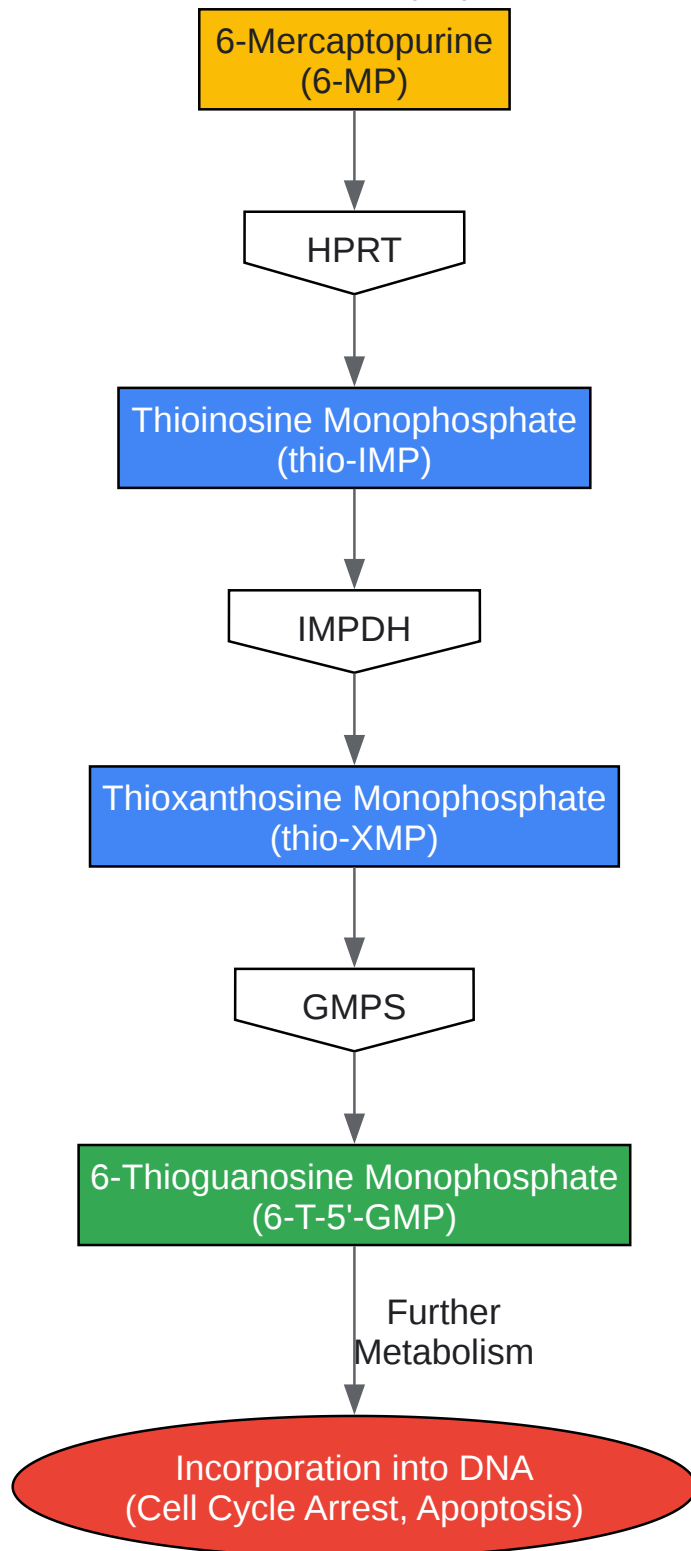 6-Mercaptopurine
(6-MP)
HPRT
Thioinosine Monophosphate
(thio-IMP)
IMPDH
Thioxanthosine Monophosphate
(thio-XMP)
GMPS
6-Thioguanosine Monophosphate
(6-T-5'-GMP)
Further
Metabolism
Incorporation into DNA
(Cell Cycle Arrest, Apoptosis)